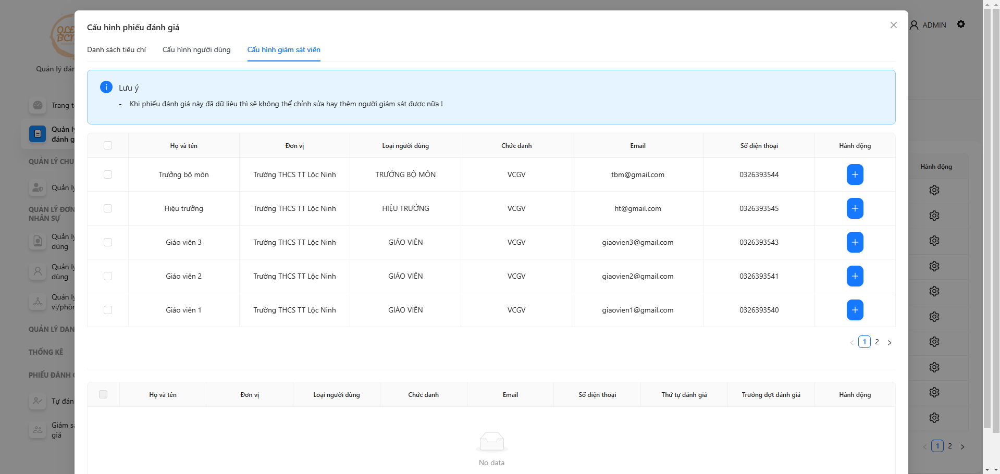 Cấu hình phiếu đánh giá
ADMIN
Danh sách tiêu chí
Cấu hình người dùng
Cấu hình giám sát viên
Lưu ý
- Khi phiếu đánh giá này đã dữ liệu thì sẽ không thể chỉnh sửa hay thêm người giám sát được nữa !
Họ và tên Đơn vị Loại người dùng Chức danh Email Số điện thoại Hành động
Trưởng bộ môn Trường THCS TT Lộc Ninh TRƯỞNG BỘ MÔN VCGV tbm@gmail.com 0326393544
Hiệu trưởng Trường THCS TT Lộc Ninh HIỆU TRƯỞNG VCGV ht@gmail.com 0326393545
Giáo viên 3 Trường THCS TT Lộc Ninh GIÁO VIÊN VCGV giaovien3@gmail.com 0326393543
Giáo viên 2 Trường THCS TT Lộc Ninh GIÁO VIÊN VCGV giaovien2@gmail.com 0326393541
Giáo viên 1 Trường THCS TT Lộc Ninh GIÁO VIÊN VCGV giaovien1@gmail.com 0326393540
1 2
Họ và tên Đơn vị Loại người dùng Chức danh Email Số điện thoại Thứ tự đánh giá Trưởng đợt đánh giá Hành động
No data
Quản lý
Trang
Quản
đánh
QUẢN LÝ
Quản
QUẢN LÝ ĐƠN
NHÂN SỰ
Quản lý
dùng
Quản lý
dùng
Quản lý
QUẢN LÝ
THỐNG KÊ
PHIẾU ĐÁNH
Tự
Giám
giá
Hành động
1 2